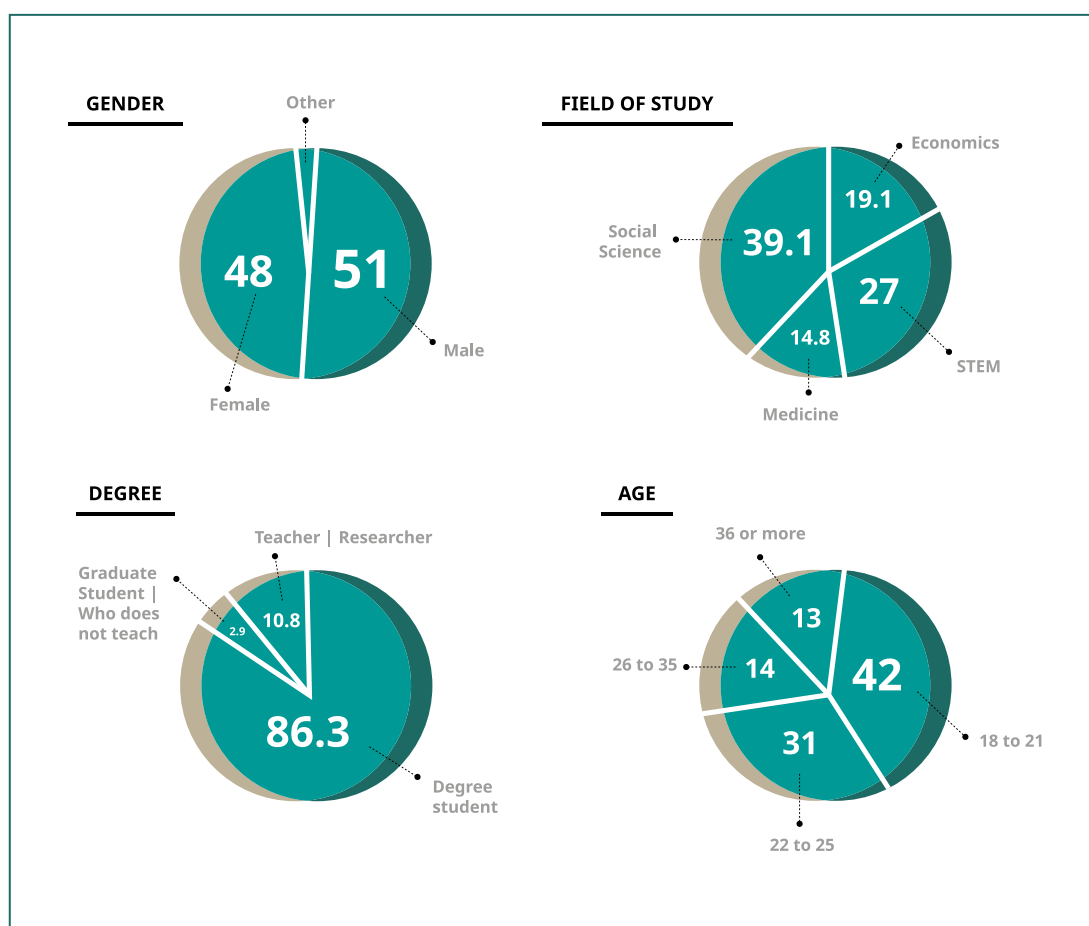 GENDER
Other
48
51
Male
Female
FIELD OF STUDY
Economics
19.1
Social
Science
39.1
27
14.8
STEM
Medicine
DEGREE
Teacher | Researcher
Graduate
Student |
Who does
not teach
10.8
2.9
86.3
Degree
student
AGE
36 or more
13
26 to 35
14
42
31
18 to 21
22 to 25